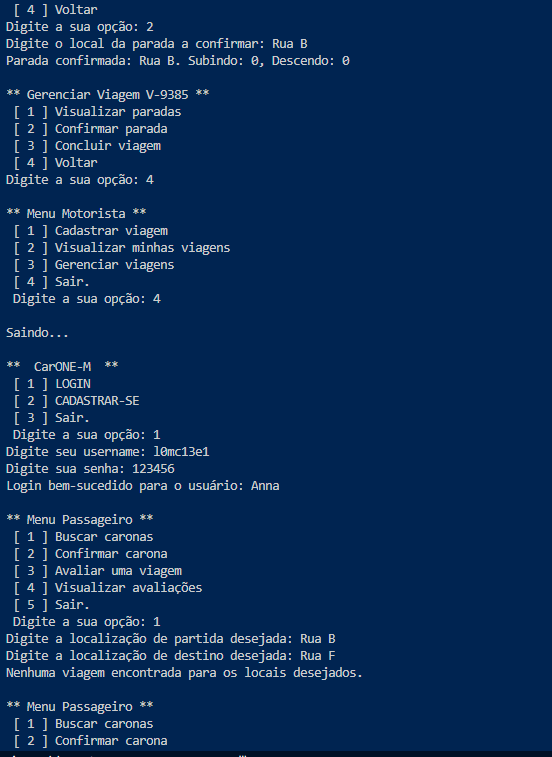 [ 4 ] Voltar
Digite a sua opção: 2
Digite o local da parada a confirmar: Rua B
Parada confirmada: Rua B. Subindo: 0, Descendo: 0

** Gerenciar Viagem V-9385 **
[ 1 ] Visualizar paradas
[ 2 ] Confirmar parada
[ 3 ] Concluir viagem
[ 4 ] Voltar
Digite a sua opção: 4

** Menu Motorista **
[ 1 ] Cadastrar viagem
[ 2 ] Visualizar minhas viagens
[ 3 ] Gerenciar viagens
[ 4 ] Sair.
Digite a sua opção: 4

Saindo...

**  CarONE-M  **
[ 1 ] LOGIN
[ 2 ] CADASTRAR-SE
[ 3 ] Sair.
Digite a sua opção: 1
Digite seu username: l0mc13e1
Digite sua senha: 123456
Login bem-sucedido para o usuário: Anna

** Menu Passageiro **
[ 1 ] Buscar caronas
[ 2 ] Confirmar carona
[ 3 ] Avaliar uma viagem
[ 4 ] Visualizar avaliações
[ 5 ] Sair.
Digite a sua opção: 1
Digite a localização de partida desejada: Rua B
Digite a localização de destino desejada: Rua F
Nenhuma viagem encontrada para os locais desejados.

** Menu Passageiro **
[ 1 ] Buscar caronas
[ 2 ] Confirmar carona